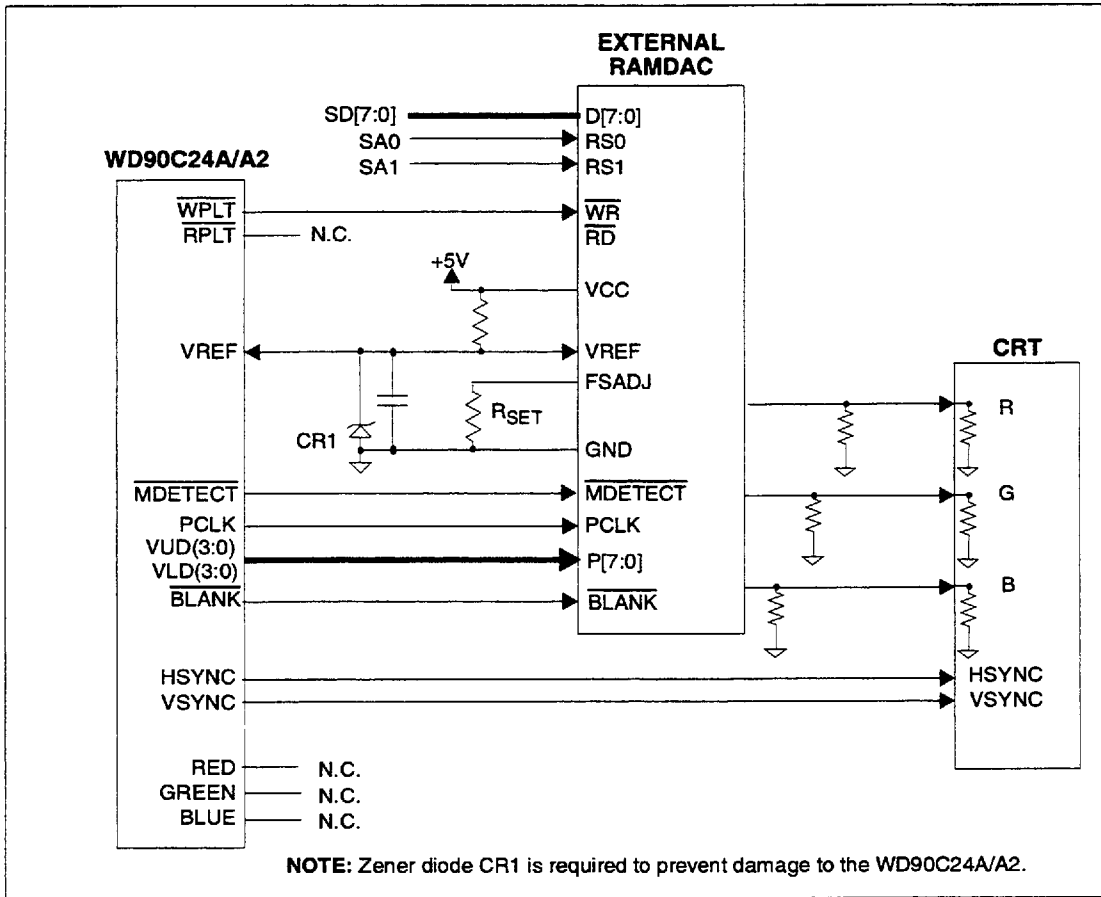 EXTERNAL
RAMDAC
SD[7:0] D[7:0]
SA0 RS0
SA1 RS1
WD90C24A/A2
WPLT WR
RPLT N.C. RD
+5V
VCC
VREF VREF
CRT
FSADJ
R
RSET
CR1 GND
MDETECT MDETECT
G
PCLK PCLK
VUD(3:0)
VLD(3:0) P[7:0]
B
BLANK BLANK
HSYNC HSYNC
VSYNC VSYNC
RED N.C.
GREEN N.C.
BLUE N.C.
NOTE: Zener diode CR1 is required to prevent damage to the WD90C24A/A2.